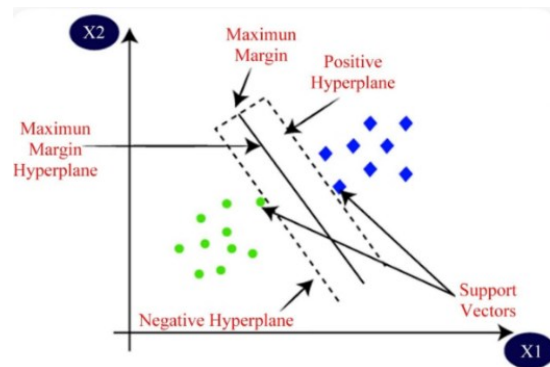 X2
Maximun
Margin
Positive
Hyperplane
Maximun
Margin
Hyperplane
Support
Vectors
Negative Hyperplane
X1